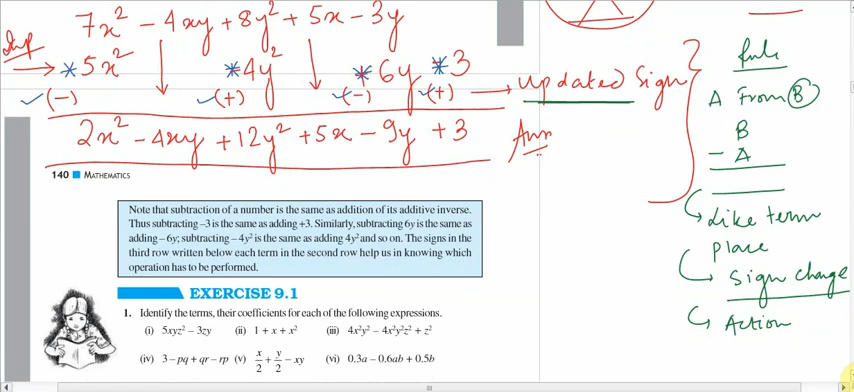 7x² - 4xy + 8y² + 5x - 3y
Imp
→ * 5x² * 4y² * 6y * 3
✓(-) ✓(+) ✓(-) ✓(+) → updated Sign
2x² - 4xy + 12y² + 5x - 9y + 3 Ans
Rule
A From B
B
- A
Like term
place
Sign change
Action
140 ■ MATHEMATICS
Note that subtraction of a number is the same as addition of its additive inverse.
Thus subtracting –3 is the same as adding +3. Similarly, subtracting 6y is the same as
adding – 6y; subtracting – 4y² is the same as adding 4y² and so on. The signs in the
third row written below each term in the second row help us in knowing which
operation has to be performed.
EXERCISE 9.1
1. Identify the terms, their coefficients for each of the following expressions.
(i) 5xyz² – 3zy (ii) 1 + x + x² (iii) 4x²y² – 4x²y²z² + z²
(iv) 3 – pq + qr – rp (v) x/2 + y/2 – xy (vi) 0.3a – 0.6ab + 0.5b